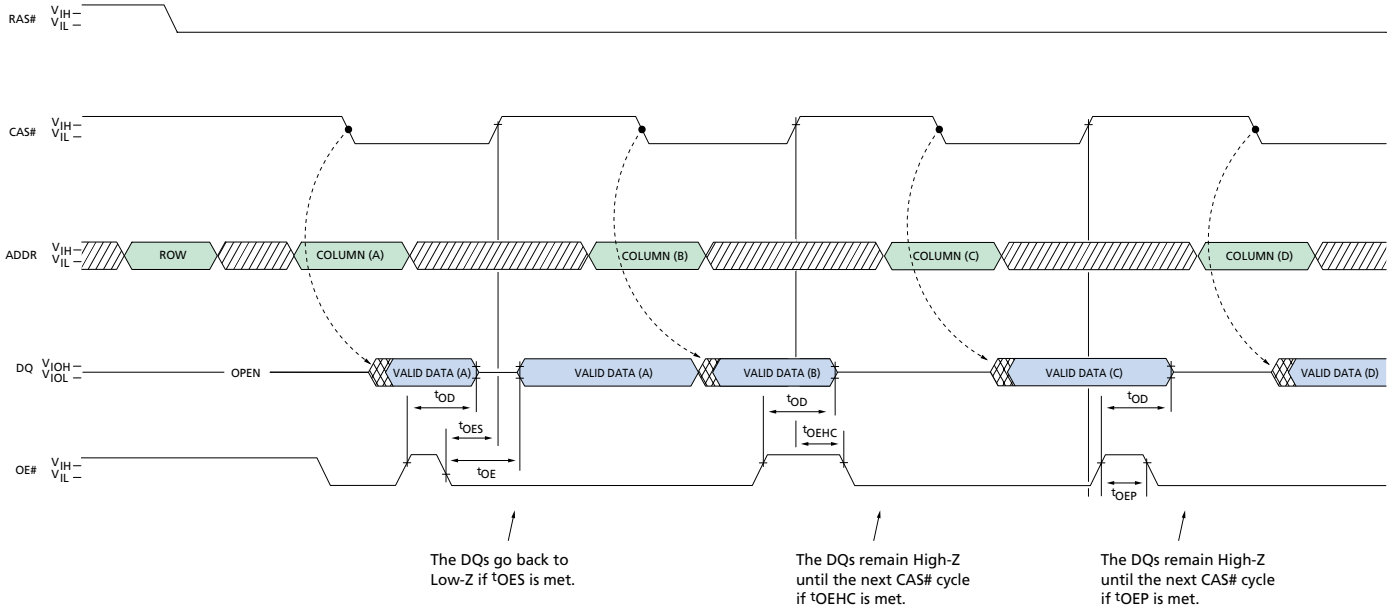 RAS# VIH VIL
CAS# VIH VIL
ADDR VIH VIL ROW COLUMN (A) COLUMN (B) COLUMN (C) COLUMN (D)
DQ VIOH VIOL OPEN VALID DATA (A) VALID DATA (A) VALID DATA (B) VALID DATA (C) VALID DATA (D)
tOD tOD tOD
tOES tOEHC
tOE
OE# VIH VIL
tOEP
The DQs go back to
Low-Z if tOES is met.
The DQs remain High-Z
until the next CAS# cycle
if tOEHC is met.
The DQs remain High-Z
until the next CAS# cycle
if tOEP is met.